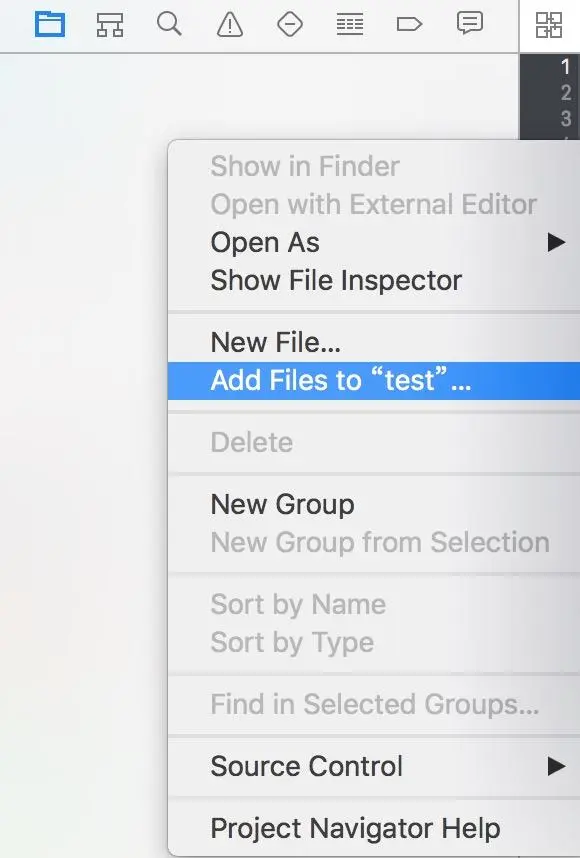 1
2
3
Show in Finder
Open with External Editor
Open As
Show File Inspector
New File...
Add Files to “test”...
Delete
New Group
New Group from Selection
Sort by Name
Sort by Type
Find in Selected Groups...
Source Control
Project Navigator Help